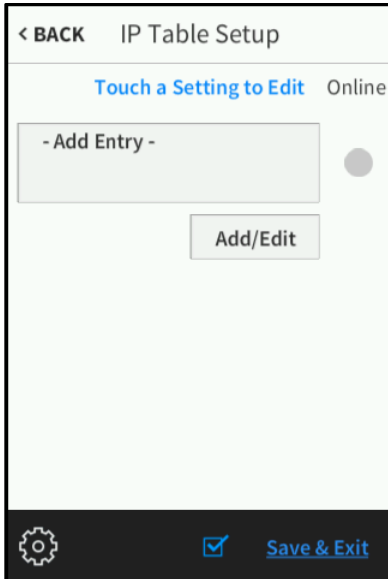 < BACK IP Table Setup
Touch a Setting to Edit Online
- Add Entry -
Add/Edit
Save & Exit